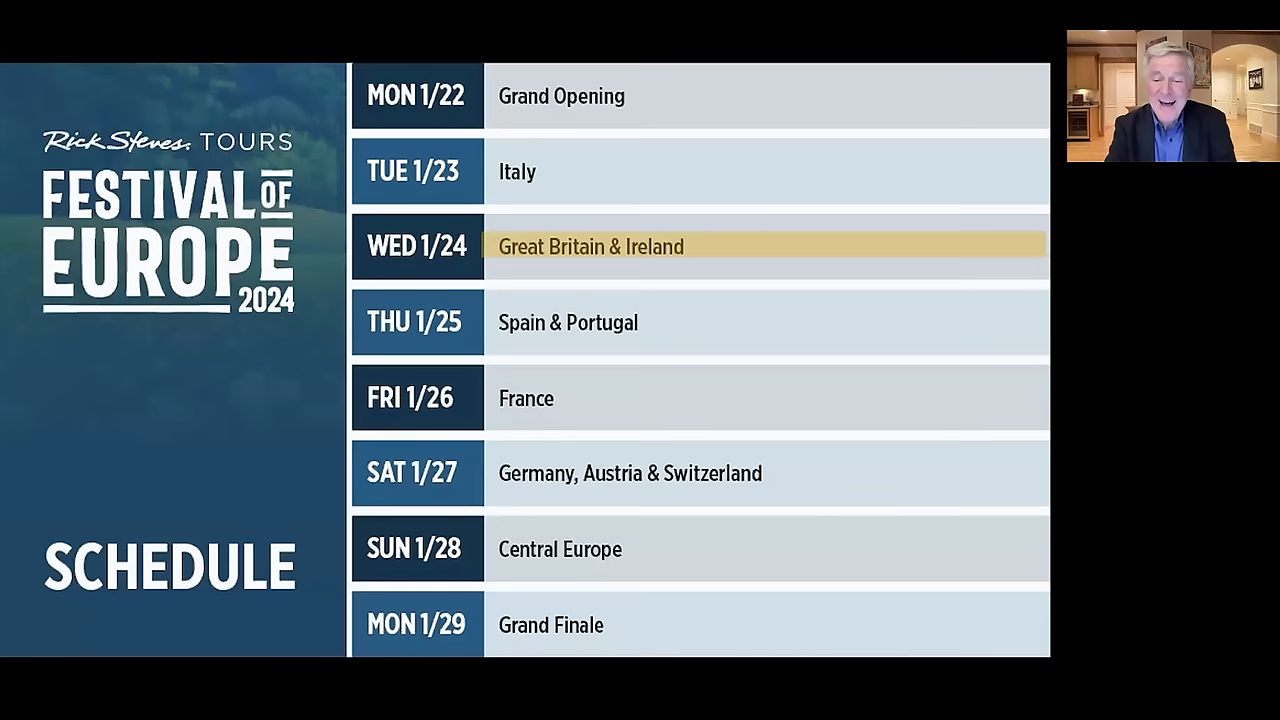 Rick Steves. TOURS
FESTIVAL OF
EUROPE
2024
SCHEDULE
MON 1/22 Grand Opening
TUE 1/23 Italy
WED 1/24 Great Britain & Ireland
THU 1/25 Spain & Portugal
FRI 1/26 France
SAT 1/27 Germany, Austria & Switzerland
SUN 1/28 Central Europe
MON 1/29 Grand Finale